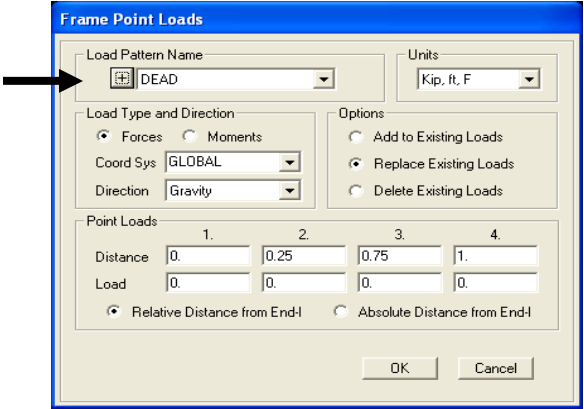 Frame Point Loads
Load Pattern Name
Units
+ DEAD
Kip, ft, F
Load Type and Direction
Options
Forces Moments
Add to Existing Loads
Coord Sys GLOBAL
Replace Existing Loads
Direction Gravity
Delete Existing Loads
Point Loads
1. 2. 3. 4.
Distance 0. 0.25 0.75 1.
Load 0. 0. 0. 0.
Relative Distance from End-I Absolute Distance from End-I
OK Cancel